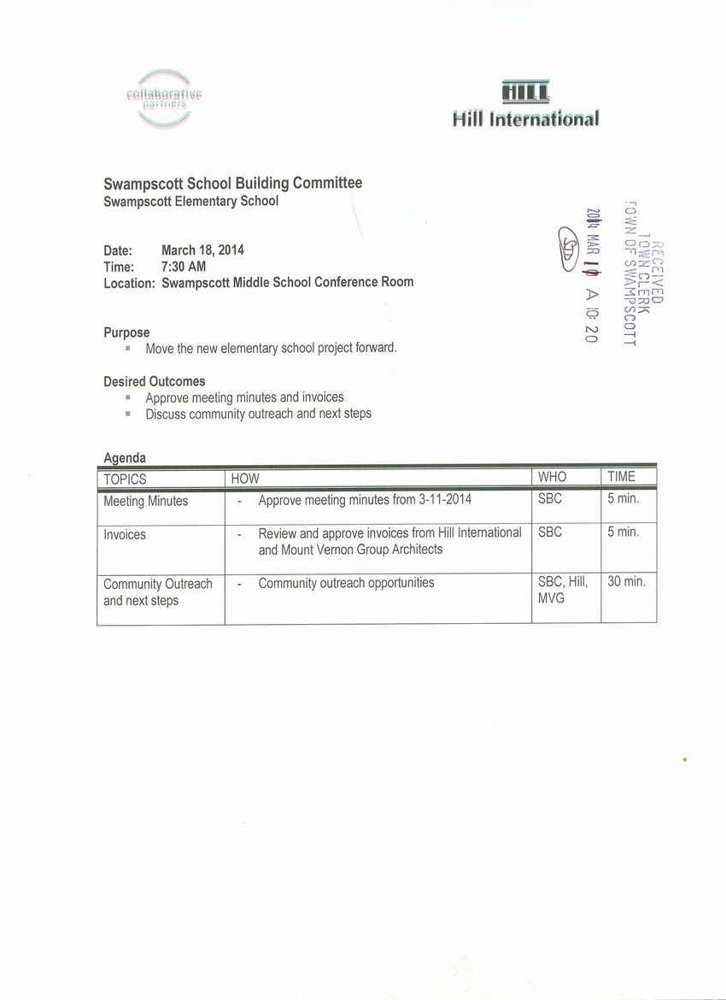 collaborative
partners
HILL
Hill International
Swampscott School Building Committee
Swampscott Elementary School
Date: March 18, 2014
Time: 7:30 AM
Location: Swampscott Middle School Conference Room
RECEIVED
TOWN CLERK
TOWN OF SWAMPSCOTT
2014 MAR A 10: 20
Purpose
▪ Move the new elementary school project forward.
Desired Outcomes
▪ Approve meeting minutes and invoices
▪ Discuss community outreach and next steps
Agenda
TOPICS HOW WHO TIME
Meeting Minutes - Approve meeting minutes from 3-11-2014 SBC 5 min.
Invoices - Review and approve invoices from Hill International SBC 5 min.
and Mount Vernon Group Architects
Community Outreach - Community outreach opportunities SBC, Hill, 30 min.
and next steps MVG